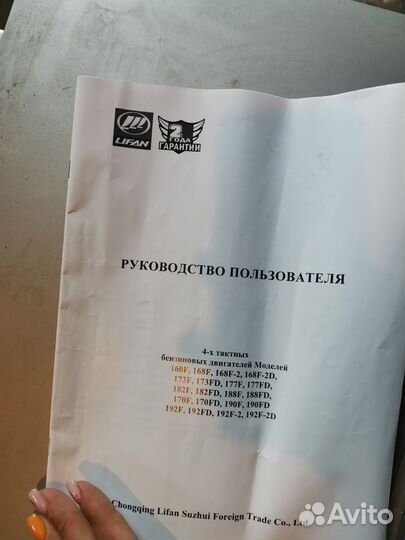 LIFAN
2 ГОДА
ГАРАНТИИ
РУКОВОДСТВО ПОЛЬЗОВАТЕЛЯ
4-х тактных
бензиновых двигателей Моделей
160F, 168F, 168F-2, 168F-2D,
173F, 173FD, 177F, 177FD,
182F, 182FD, 188F, 188FD,
170F, 170FD, 190F, 190FD
192F, 192FD, 192F-2, 192F-2D
Chongqing Lifan Suzhui Foreign Trade Co., Ltd
Avito